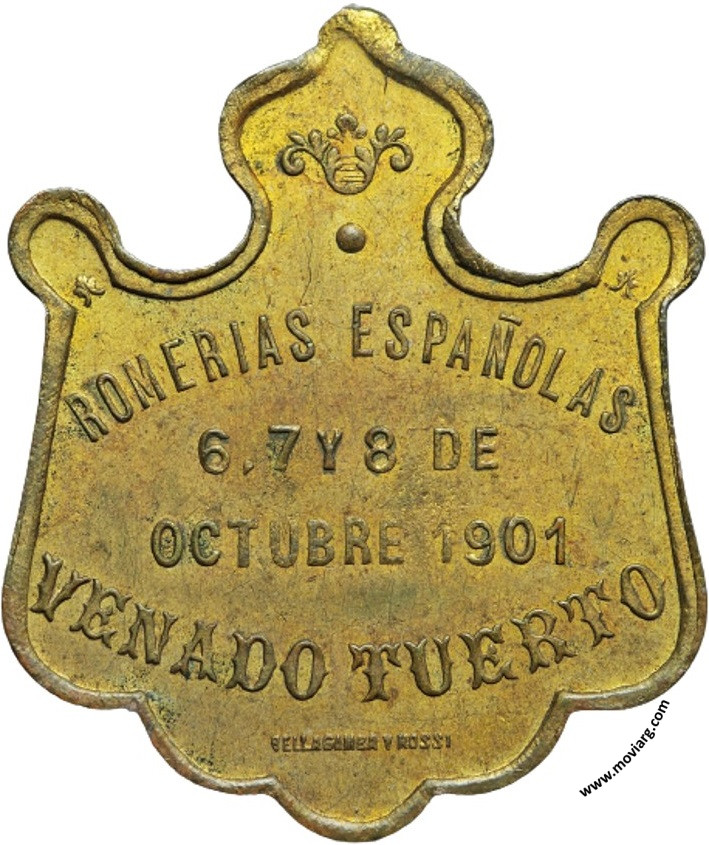 ROMERIAS ESPAÑOLAS
6.7 Y 8 DE
OCTUBRE 1901
VENADO TUERTO
BELLAGAMBA Y ROSSI
www.moviarg.com